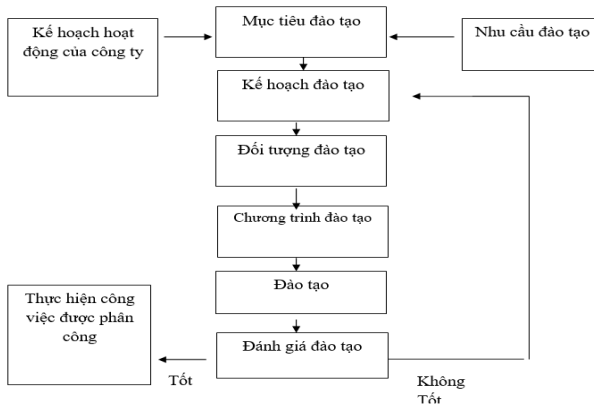 Kế hoạch hoạt
động của công ty
Mục tiêu đào tạo
Nhu cầu đào tạo
Kế hoạch đào tạo
Đối tượng đào tạo
Chương trình đào tạo
Đào tạo
Thực hiện công
việc được phân
công
Đánh giá đào tạo
Tốt
Không
Tốt